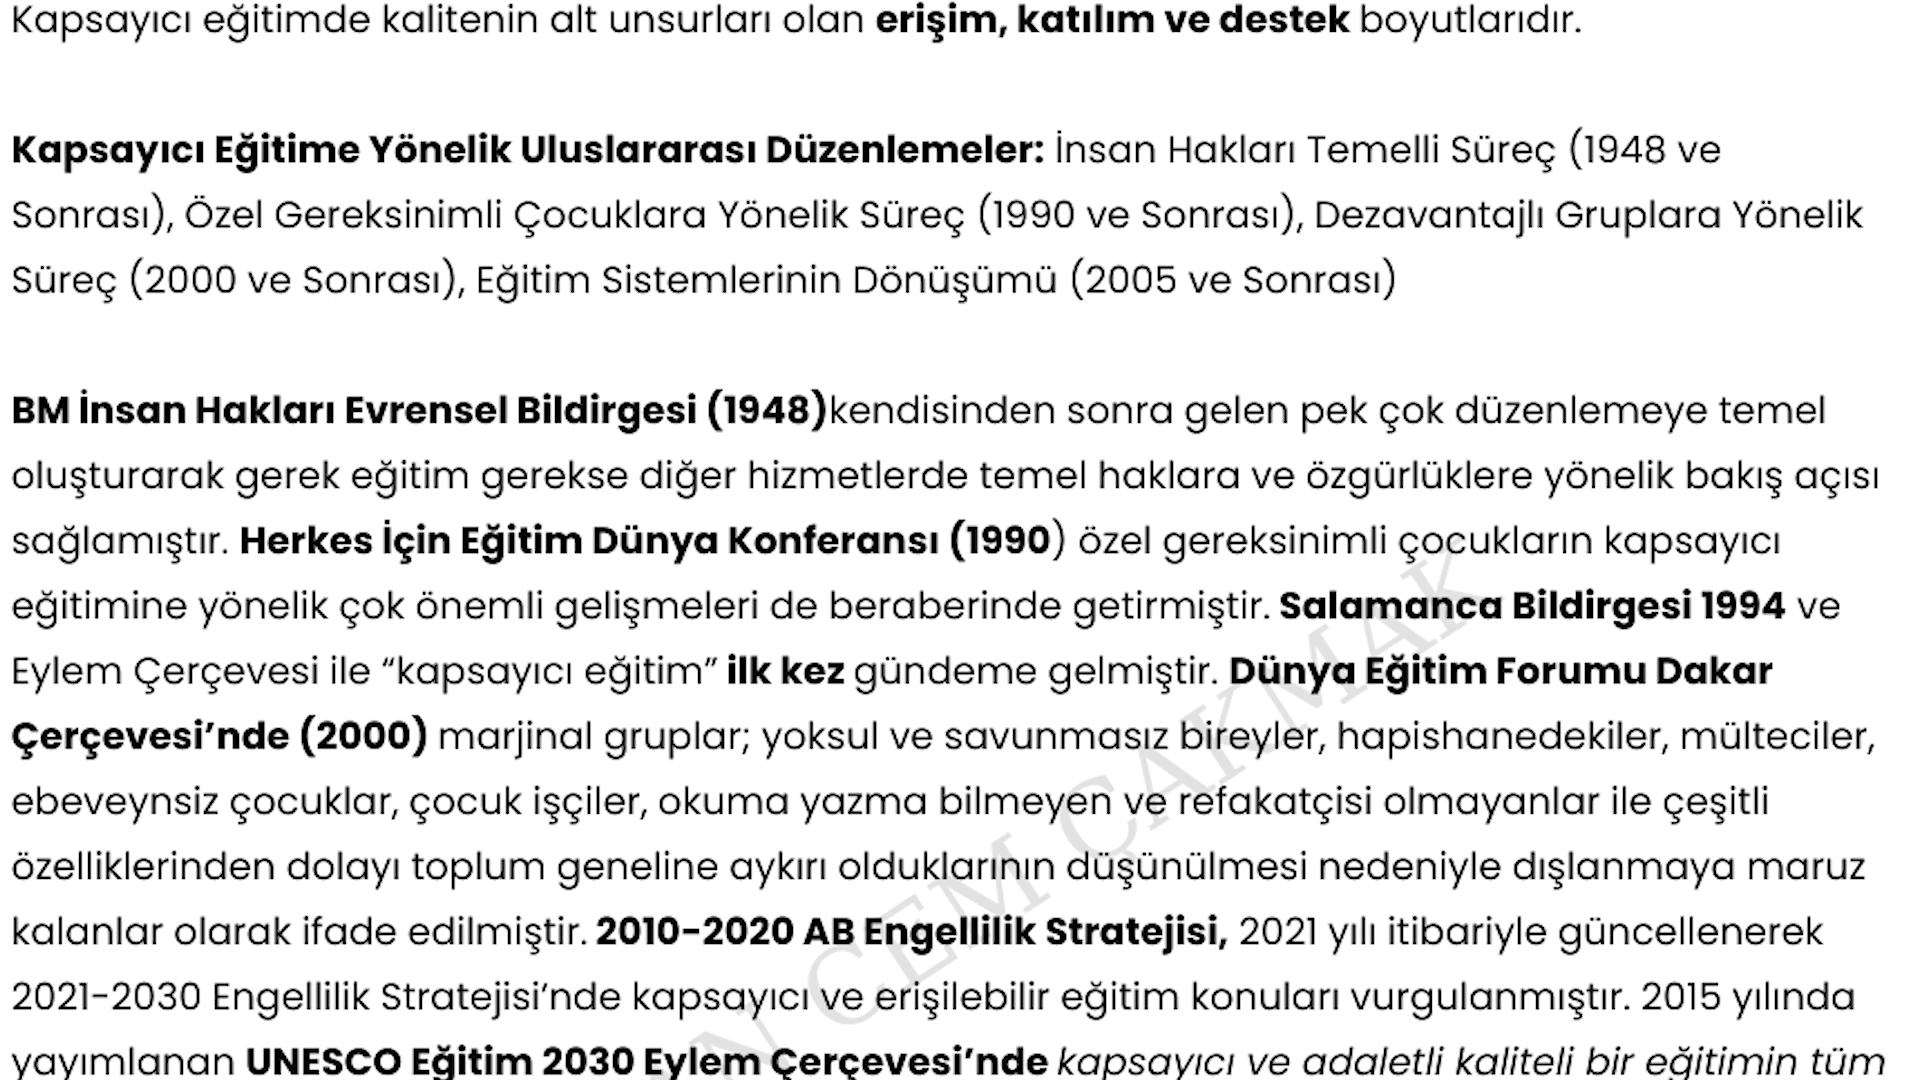 Kapsayıcı eğitimde kalitenin alt unsurları olan erişim, katılım ve destek boyutlarıdır.
Kapsayıcı Eğitime Yönelik Uluslararası Düzenlemeler: İnsan Hakları Temelli Süreç (1948 ve
Sonrası), Özel Gereksinimli Çocuklara Yönelik Süreç (1990 ve Sonrası), Dezavantajlı Gruplara Yönelik
Süreç (2000 ve Sonrası), Eğitim Sistemlerinin Dönüşümü (2005 ve Sonrası)
BM İnsan Hakları Evrensel Bildirgesi (1948)kendisinden sonra gelen pek çok düzenlemeye temel
oluşturarak gerek eğitim gerekse diğer hizmetlerde temel haklara ve özgürlüklere yönelik bakış açısı
sağlamıştır. Herkes İçin Eğitim Dünya Konferansı (1990) özel gereksinimli çocukların kapsayıcı
eğitimine yönelik çok önemli gelişmeleri de beraberinde getirmiştir. Salamanca Bildirgesi 1994 ve
Eylem Çerçevesi ile “kapsayıcı eğitim” ilk kez gündeme gelmiştir. Dünya Eğitim Forumu Dakar
Çerçevesi’nde (2000) marjinal gruplar; yoksul ve savunmasız bireyler, hapishanedekiler, mülteciler,
ebeveynsiz çocuklar, çocuk işçiler, okuma yazma bilmeyen ve refakatçisi olmayanlar ile çeşitli
özelliklerinden dolayı toplum geneline aykırı olduklarının düşünülmesi nedeniyle dışlanmaya maruz
kalanlar olarak ifade edilmiştir. 2010-2020 AB Engellilik Stratejisi, 2021 yılı itibariyle güncellenerek
2021-2030 Engellilik Stratejisi’nde kapsayıcı ve erişilebilir eğitim konuları vurgulanmıştır. 2015 yılında
yayımlanan UNESCO Eğitim 2030 Eylem Çerçevesi’nde kapsayıcı ve adaletli kaliteli bir eğitimin tüm
CEM ÇAKMAK